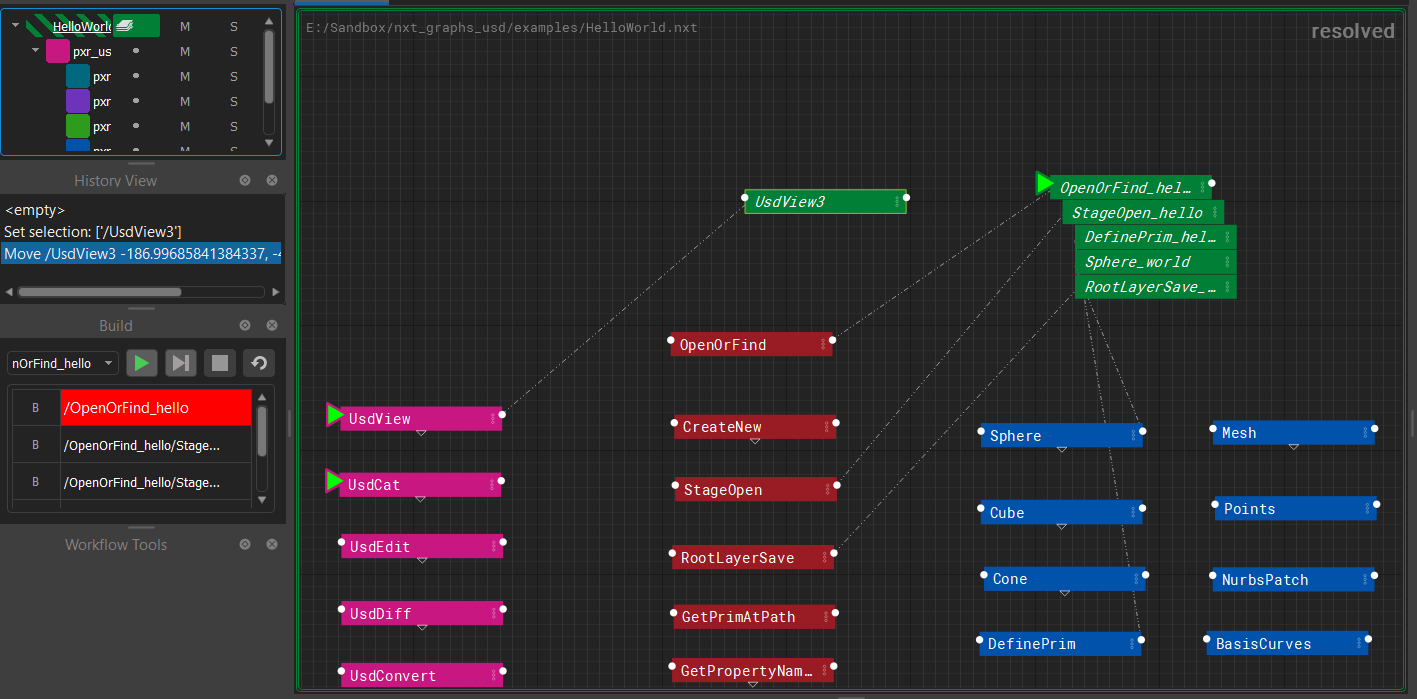 HelloWorl
M S
pxr_us
M S
pxr
M S
pxr
M S
pxr
M S
History View
<empty>
Set selection: ['/UsdView3']
Move /UsdView3 -186.99685841384337, -4
Build
nOrFind_hello
B /OpenOrFind_hello
B /OpenOrFind_hello/Stage...
B /OpenOrFind_hello/Stage...
Workflow Tools
E:/Sandbox/nxt_graphs_usd/examples/HelloWorld.nxt
resolved
UsdView3
OpenOrFind_hel...
StageOpen_hello
DefinePrim_hel...
Sphere_world
RootLayerSave_...
UsdView
UsdCat
UsdEdit
UsdDiff
UsdConvert
OpenOrFind
CreateNew
StageOpen
RootLayerSave
GetPrimAtPath
GetPropertyNam...
Sphere
Cube
Cone
DefinePrim
Mesh
Points
NurbsPatch
BasisCurves